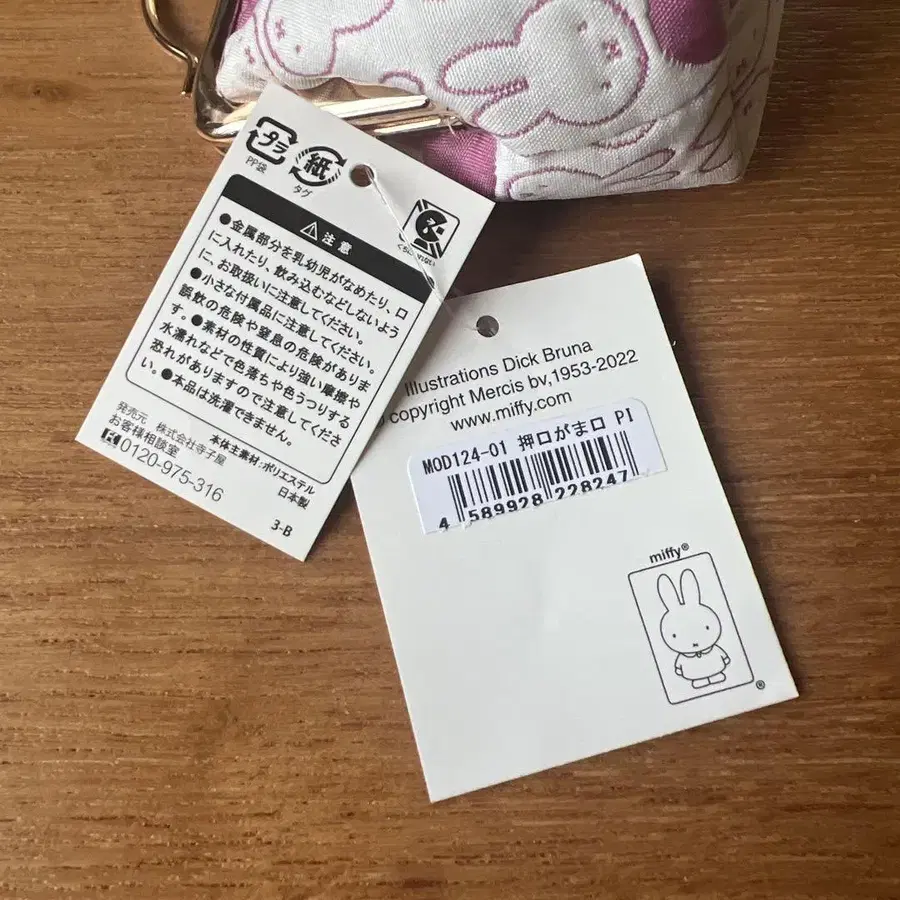 プラ
PP袋
紙
タグ
注意
●金属部分を乳幼児がなめたり、口
に入れたり、飲み込むなどしないよう
に、お取扱いに注意してください。
●小さな付属品に注意してください。
誤飲の危険や窒息の危険がありま
す。●素材の性質により強い摩擦や
水濡れなどで色落ちや色うつりする
恐れがありますので注意してくださ
い。●本品は洗濯できません。
本体主素材:ポリエステル
日本製
発売元 株式会社寺子屋
お客様相談室
0120-975-316
3-B
Illustrations Dick Bruna
copyright Mercis bv,1953-2022
www.miffy.com
MOD124-01 押口がま口 PI
4 589928 228247
miffy®
®